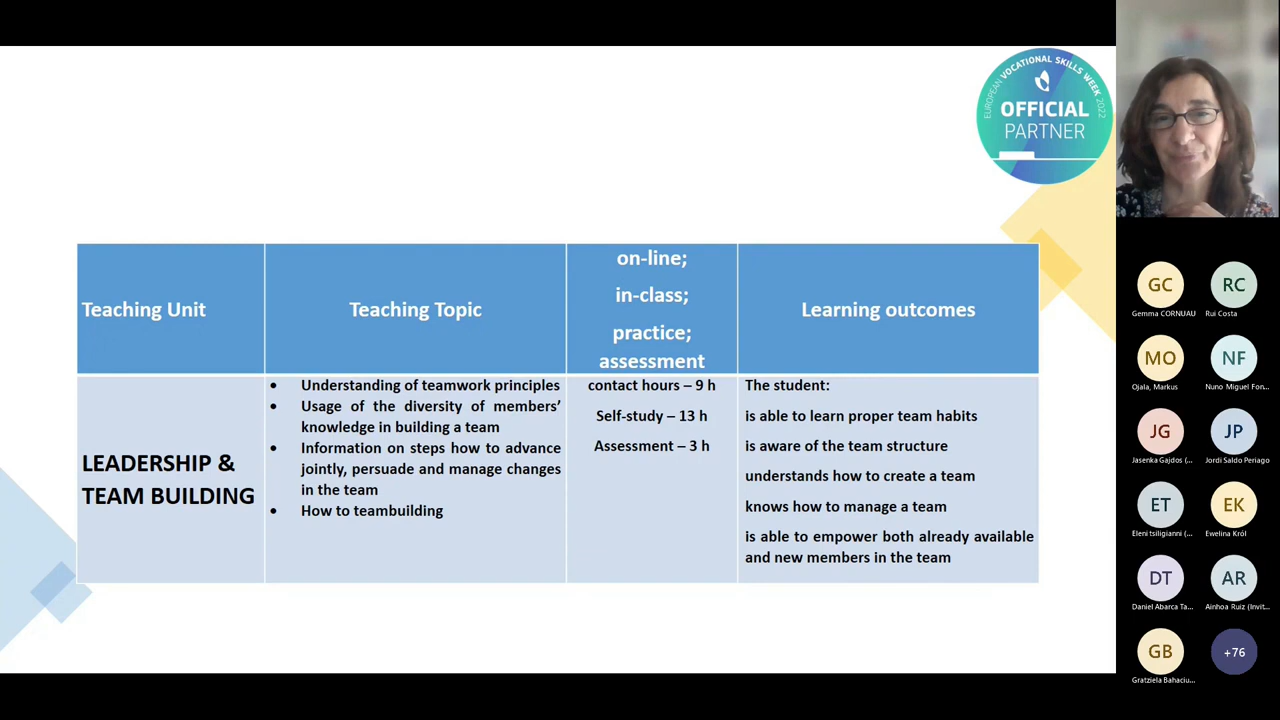 EUROPEAN VOCATIONAL SKILLS WEEK 2022
OFFICIAL
PARTNER
Teaching Unit
Teaching Topic
on-line;
in-class;
practice;
assessment
Learning outcomes
LEADERSHIP &
TEAM BUILDING
• Understanding of teamwork principles
• Usage of the diversity of members’
knowledge in building a team
• Information on steps how to advance
jointly, persuade and manage changes
in the team
• How to teambuilding
contact hours – 9 h
Self-study – 13 h
Assessment – 3 h
The student:
is able to learn proper team habits
is aware of the team structure
understands how to create a team
knows how to manage a team
is able to empower both already available
and new members in the team
GC
Gemma CORNUAU
RC
Rui Costa
MO
Ojala, Markus
NF
Nuno Miguel Fon...
JG
Jasenka Gajdos (...
JP
Jordi Saldo Periago
ET
Eleni tsiligianni (...
EK
Ewelina Król
DT
Daniel Abarca Ta...
AR
Ainhoa Ruiz (Invit...
GB
Gratziela Bahaciu...
+76